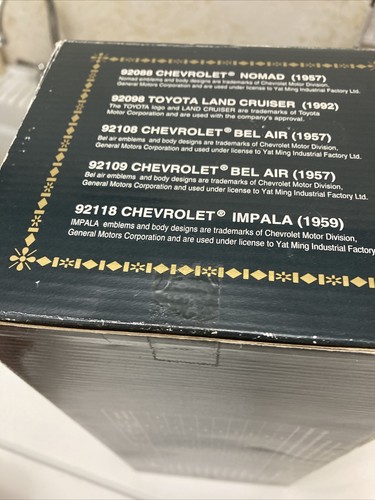 92088 CHEVROLET® NOMAD (1957)
Nomad emblems and body designs are trademarks of Chevrolet Motor Division,
General Motors Corporation and are used under license to Yat Ming Industrial Factory Ltd.
92098 TOYOTA LAND CRUISER (1992)
The TOYOTA logo and LAND CRUISER are trademarks of Toyota
Motor Corporation and are used with the company's approval.
92108 CHEVROLET® BEL AIR (1957)
Bel air emblems and body designs are trademarks of Chevrolet Motor Division,
General Motors Corporation and are used under license to Yat Ming Industrial Factory Ltd.
92109 CHEVROLET® BEL AIR (1957)
Bel air emblems and body designs are trademarks of Chevrolet Motor Division,
General Motors Corporation and are used under license to Yat Ming Industrial Factory Ltd.
92118 CHEVROLET® IMPALA (1959)
IMPALA emblems and body designs are trademarks of Chevrolet Motor Division,
General Motors Corporation and are used under license to Yat Ming Industrial Factory